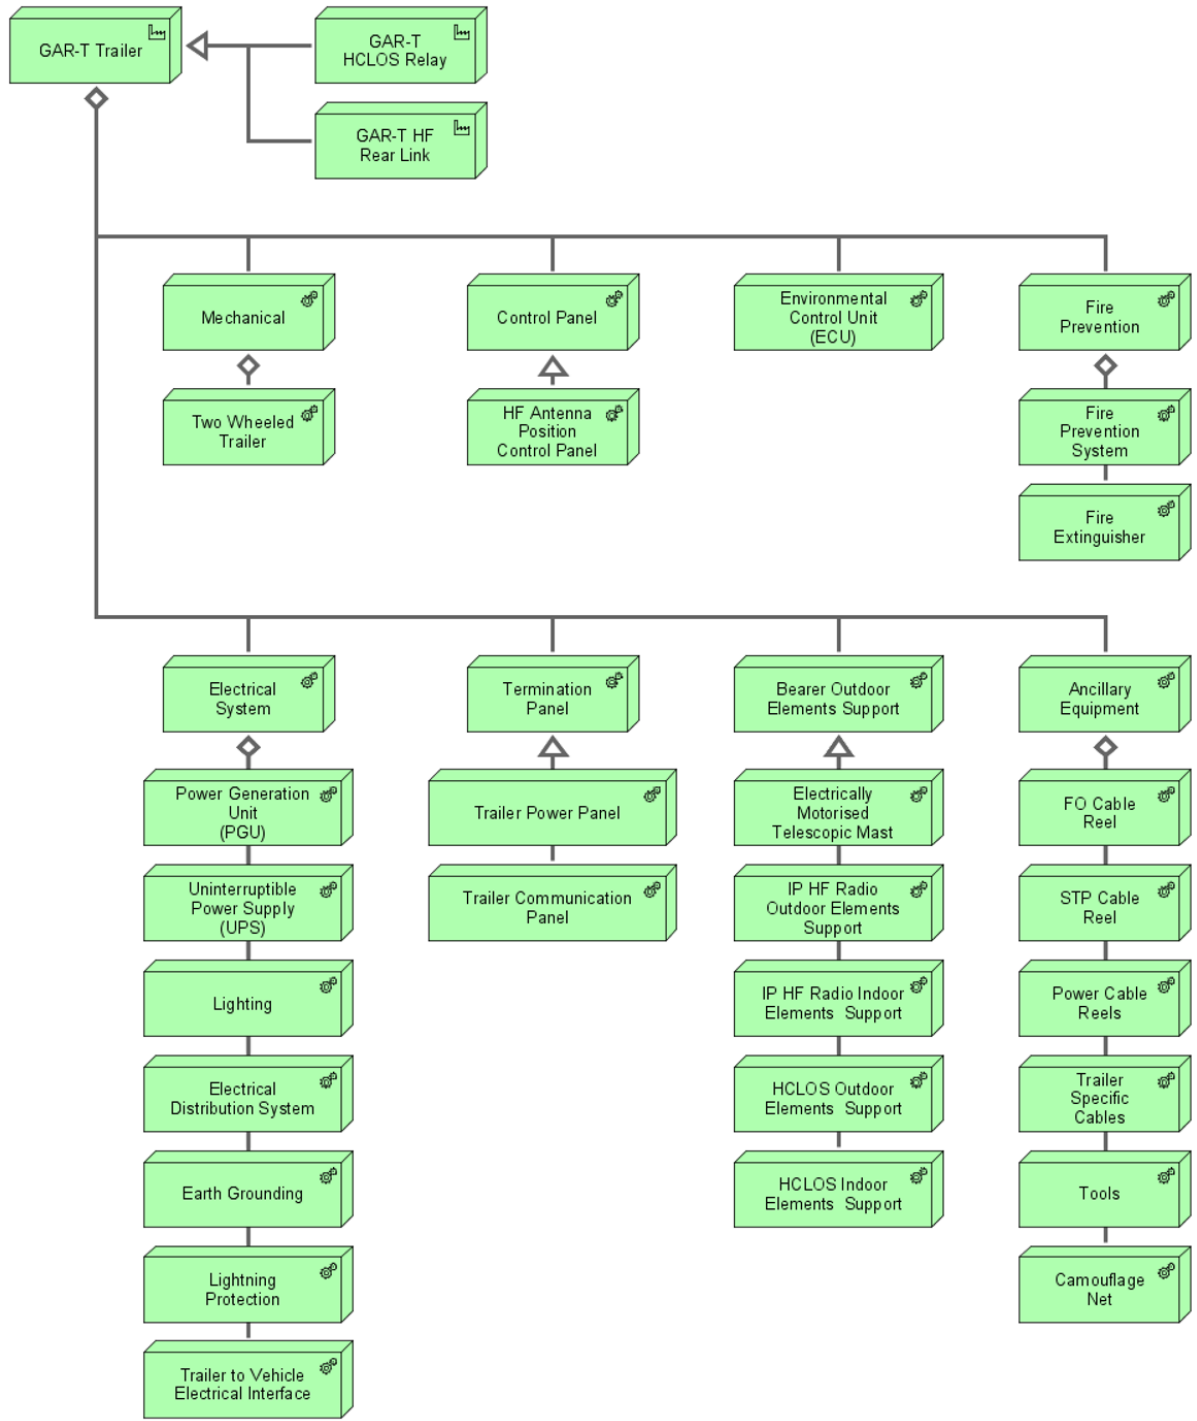 GAR-T Trailer
GAR-T
HCLOS Relay
GAR-T HF
Rear Link
Mechanical
Control Panel
Environmental
Control Unit
(ECU)
Fire
Prevention
Two Wheeled
Trailer
HF Antenna
Position
Control Panel
Fire
Prevention
System
Fire
Extinguisher
Electrical
System
Termination
Panel
Bearer Outdoor
Elements Support
Ancillary
Equipment
Power Generation
Unit
(PGU)
Trailer Power Panel
Electrically
Motorised
Telescopic Mast
FO Cable
Reel
Uninterruptible
Power Supply
(UPS)
Trailer Communication
Panel
IP HF Radio
Outdoor Elements
Support
STP Cable
Reel
Lighting
IP HF Radio Indoor
Elements Support
Power Cable
Reels
Electrical
Distribution System
HCLOS Outdoor
Elements Support
Trailer
Specific
Cables
Earth Grounding
HCLOS Indoor
Elements Support
Tools
Lightning
Protection
Camouflage
Net
Trailer to Vehicle
Electrical Interface